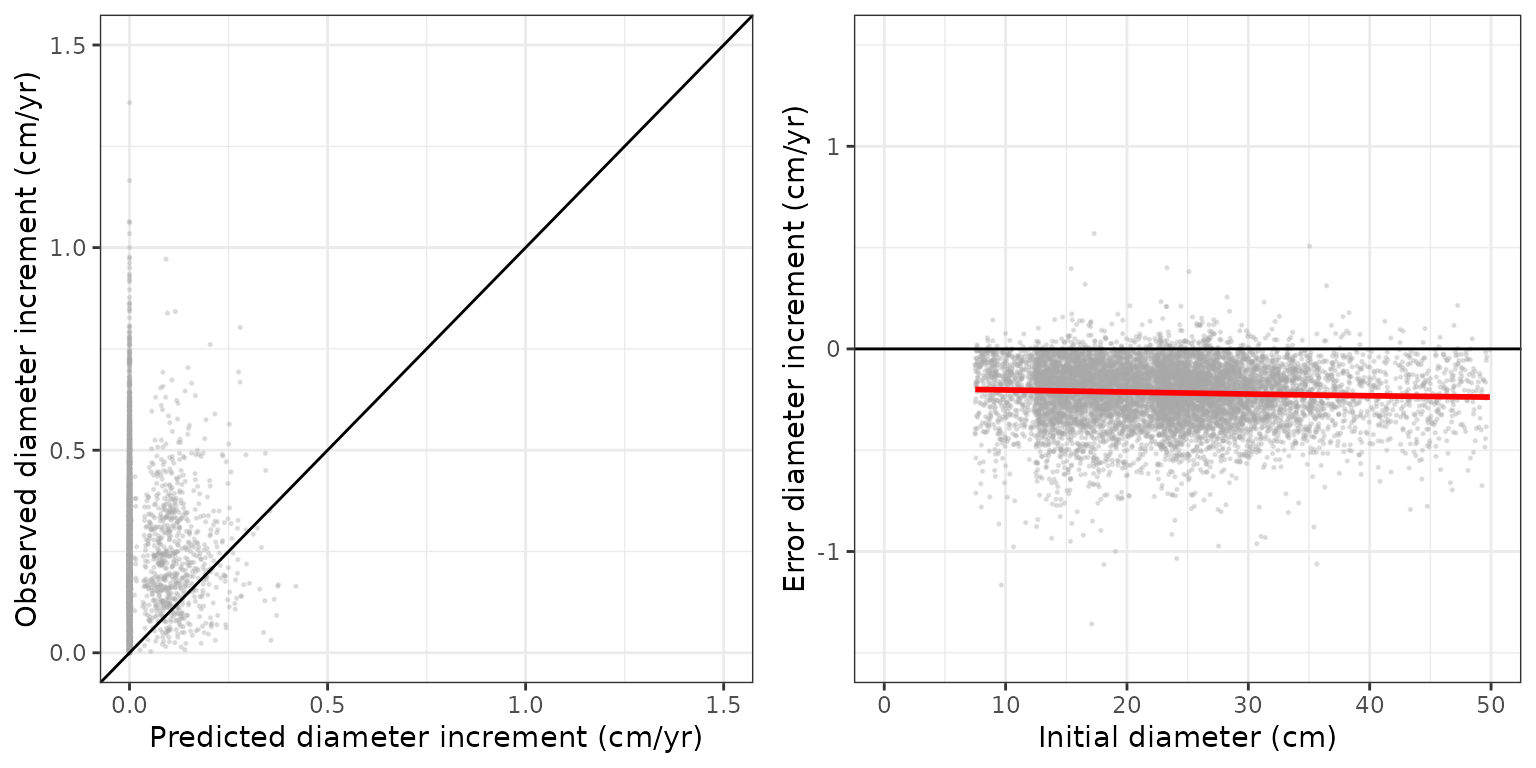 Observed diameter increment (cm/yr)
1.5
1.0
0.5
0.0
0.0 0.5 1.0 1.5
Predicted diameter increment (cm/yr)
Error diameter increment (cm/yr)
1
0
-1
0 10 20 30 40 50
Initial diameter (cm)